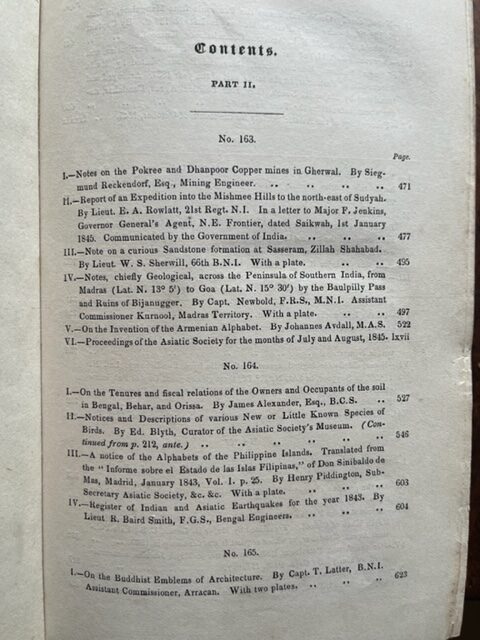 Contents.
PART II.
No. 163.
Page.
I.—Notes on the Pokree and Dhanpoor Copper mines in Gherwal. By Sieg-
mund Reckendorf, Esq., Mining Engineer. .. .. .. .. 471
II.—Report of an Expedition into the Mishmee Hills to the north-east of Sudyah.
By Lieut. E. A. Rowlatt, 21st Regt. N.I. In a letter to Major F. Jenkins,
Governor General's Agent, N.E. Frontier, dated Saikwah, 1st January
1845. Communicated by the Government of India. .. .. .. 477
III.—Note on a curious Sandstone formation at Sasseram, Zillah Shahabad.
By Lieut. W. S. Sherwill, 66th B.N.I. With a plate. .. .. 495
IV.—Notes, chiefly Geological, across the Peninsula of Southern India, from
Madras (Lat. N. 13° 5′) to Goa (Lat. N. 15° 30′) by the Baulpilly Pass
and Ruins of Bijanugger. By Capt. Newbold, F.R.S., M.N.I. Assistant
Commissioner Kurnool, Madras Territory. With a plate. .. .. 497
V.—On the Invention of the Armenian Alphabet. By Johannes Avdall, M.A.S. 522
VI.—Proceedings of the Asiatic Society for the months of July and August, 1845. lxvii
No. 164.
I.—On the Tenures and fiscal relations of the Owners and Occupants of the soil
in Bengal, Behar, and Orissa. By James Alexander, Esq., B.C.S. .. 527
II.—Notices and Descriptions of various New or Little Known Species of
Birds. By Ed. Blyth, Curator of the Asiatic Society's Museum. (Con-
tinued from p. 212, ante.) .. .. .. .. .. .. 546
III.—A notice of the Alphabets of the Philippine Islands. Translated from
the "Informe sobre el Estado de las Islas Filipinas," of Don Sinibaldo de
Mas, Madrid, January 1843, Vol. I. p. 25. By Henry Piddington, Sub-
Secretary Asiatic Society, &c. &c. With a plate. .. .. .. 603
IV.—Register of Indian and Asiatic Earthquakes for the year 1843. By
Lieut R. Baird Smith, F.G.S., Bengal Engineers. .. .. .. 604
No. 165.
I.—On the Buddhist Emblems of Architecture. By Capt. T. Latter, B.N.I.
Assistant Commissioner, Arracan. With two plates. .. .. .. 623